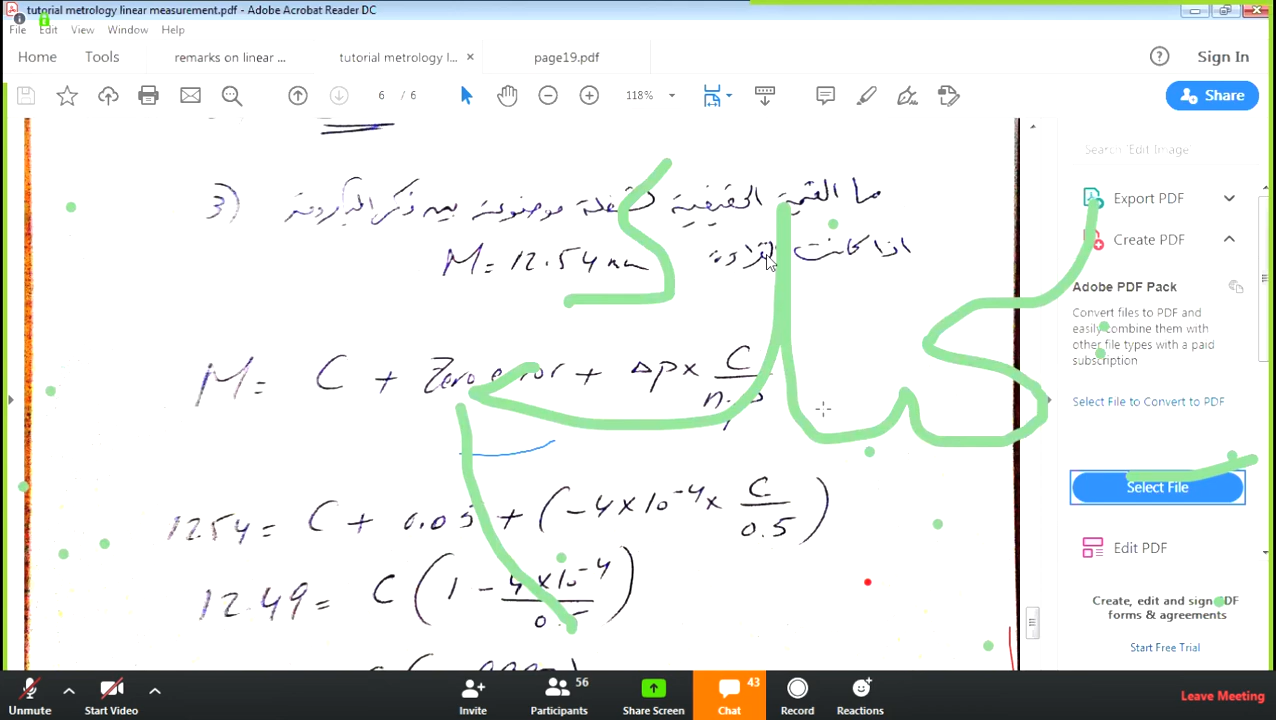 tutorial metrology linear measurement.pdf - Adobe Acrobat Reader DC
File Edit View Window Help
Home Tools remarks on linear ... tutorial metrology l... × page19.pdf Sign In
6 / 6 118% Share
3) ما القيمة الحقيقية موضوعة بين
اذا كانت القراءة M = 12.54 mm
M = C + Zero error + Δp × C / n.p
12.54 = C + 0.05 + (-4×10⁻⁴ × C / 0.5)
12.49 = C (1 - 4×10⁻⁴ / 0.5)
Search 'Edit Image'
Export PDF
Create PDF
Adobe PDF Pack
Convert files to PDF and
easily combine them with
other file types with a paid
subscription
Select File to Convert to PDF
Select File
Edit PDF
Create, edit and sign PDF
forms & agreements
Start Free Trial
56 43
Unmute Start Video Invite Participants Share Screen Chat Record Reactions Leave Meeting